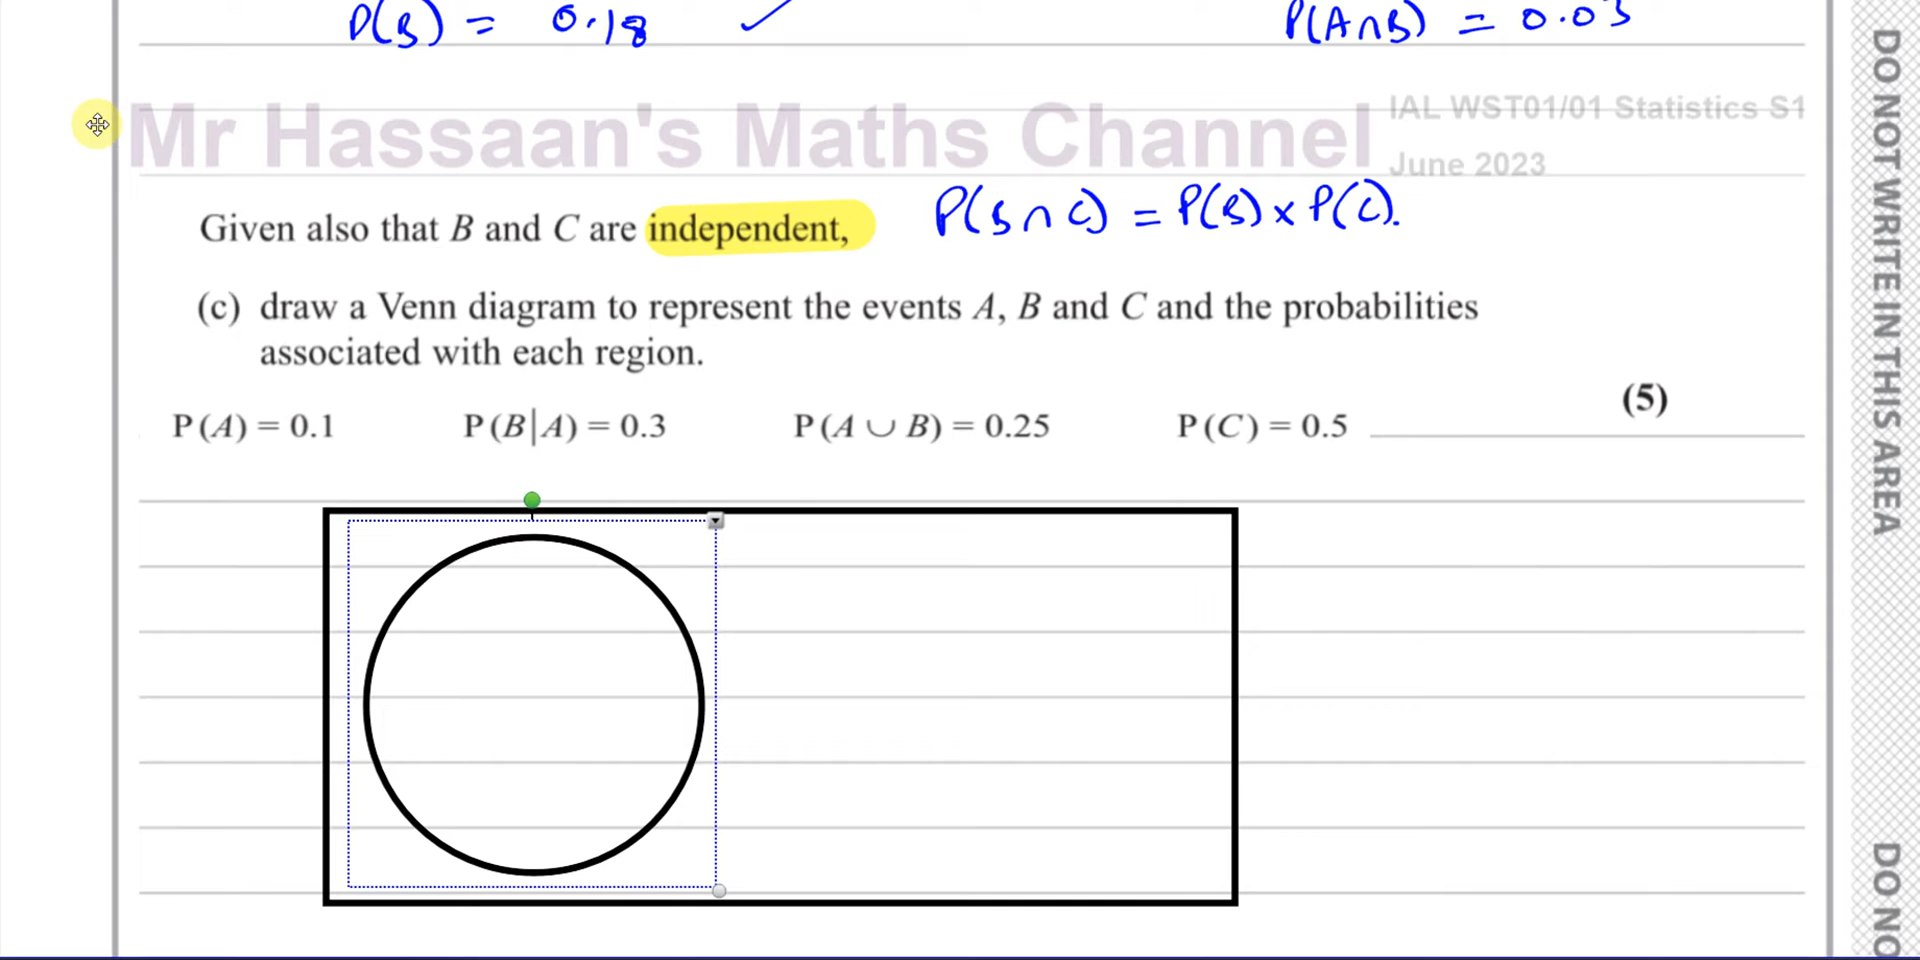 P(B) = 0.18 ✓ P(A∩B) = 0.03
Mr Hassaan's Maths Channel
IAL WST01/01 Statistics S1
June 2023
Given also that B and C are independent, P(B∩C) = P(B) × P(C).
(c) draw a Venn diagram to represent the events A, B and C and the probabilities
associated with each region.
(5)
P(A) = 0.1 P(B|A) = 0.3 P(A ∪ B) = 0.25 P(C) = 0.5
DO NOT WRITE IN THIS AREA
DO NO